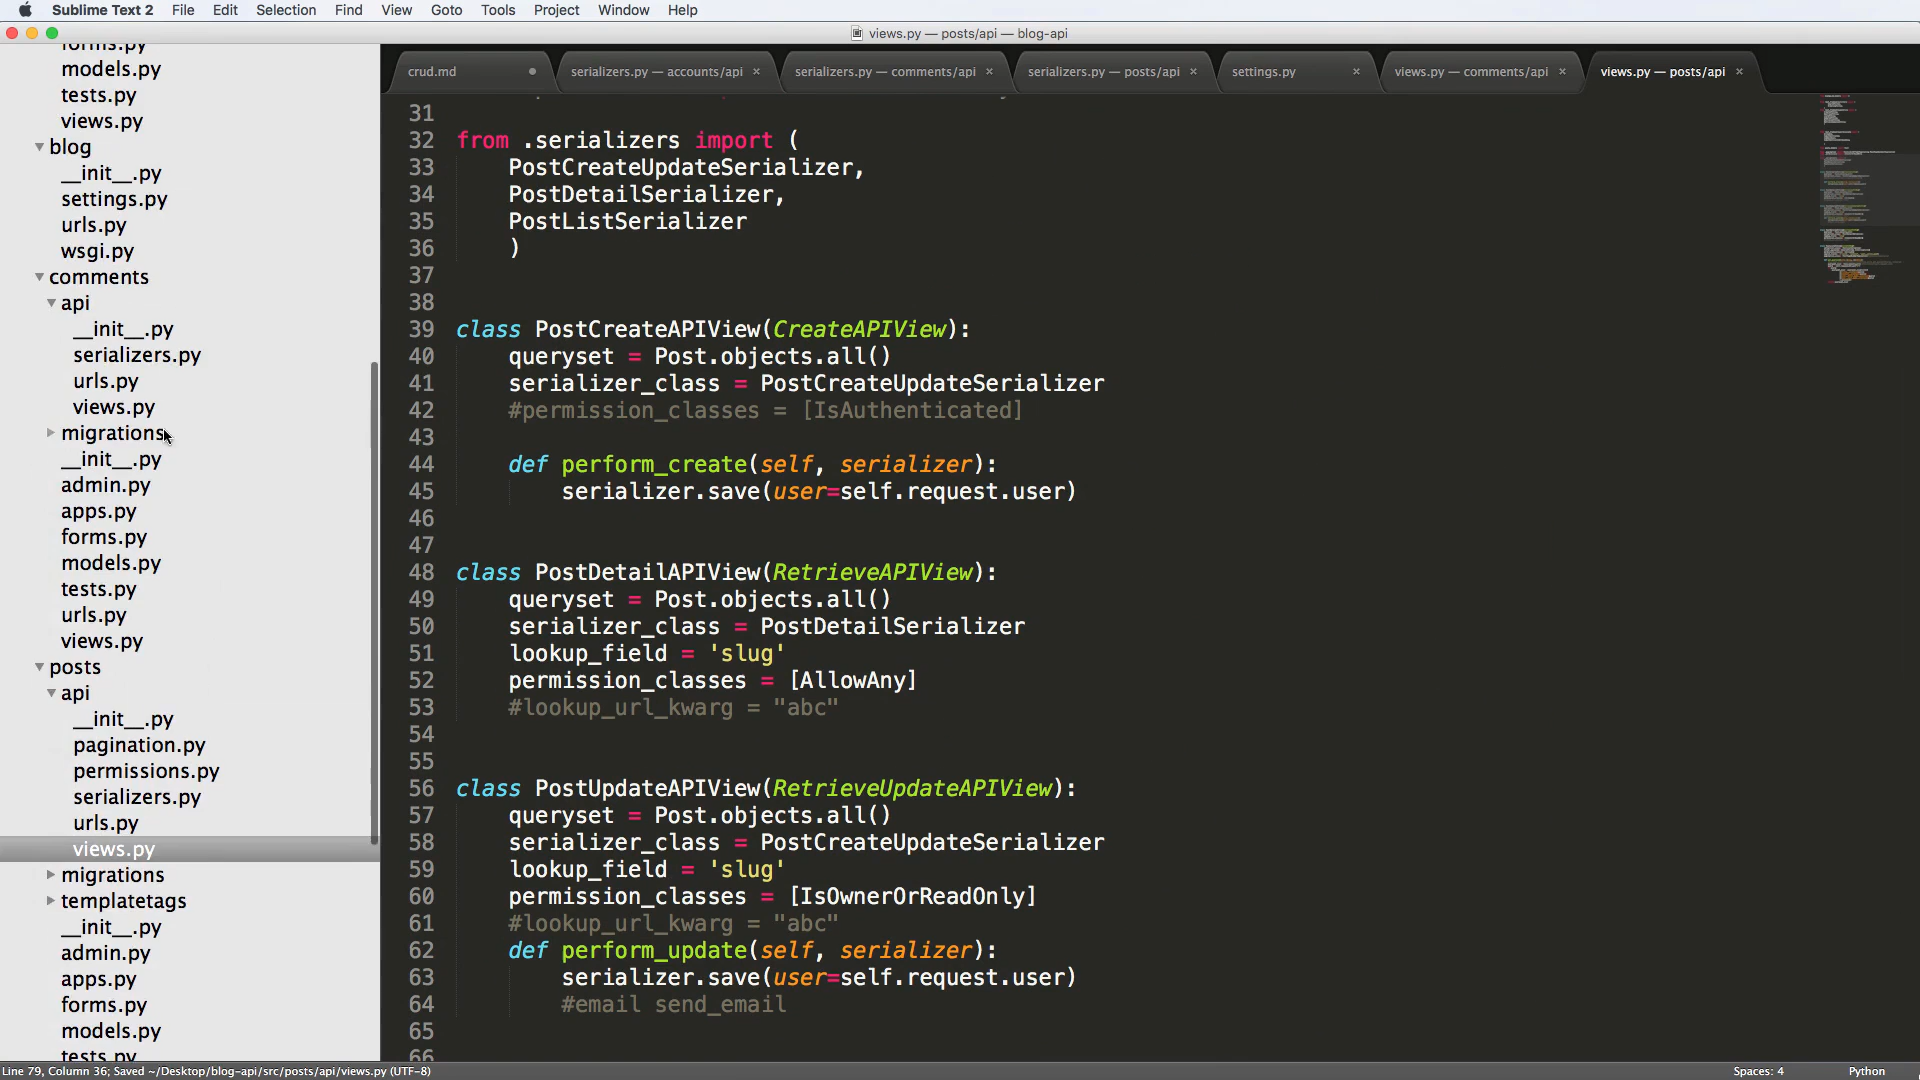 Sublime Text 2 File Edit Selection Find View Goto Tools Project Window Help
views.py — posts/api — blog-api
crud.md
serializers.py — accounts/api ×
serializers.py — comments/api ×
serializers.py — posts/api ×
settings.py ×
views.py — comments/api ×
views.py — posts/api ×
forms.py
models.py
tests.py
views.py
blog
__init__.py
settings.py
urls.py
wsgi.py
comments
api
__init__.py
serializers.py
urls.py
views.py
migrations
__init__.py
admin.py
apps.py
forms.py
models.py
tests.py
urls.py
views.py
posts
api
__init__.py
pagination.py
permissions.py
serializers.py
urls.py
views.py
migrations
templatetags
__init__.py
admin.py
apps.py
forms.py
models.py
tests.py
31
32 from .serializers import (
33     PostCreateUpdateSerializer,
34     PostDetailSerializer,
35     PostListSerializer
36     )
37
38
39 class PostCreateAPIView(CreateAPIView):
40     queryset = Post.objects.all()
41     serializer_class = PostCreateUpdateSerializer
42     #permission_classes = [IsAuthenticated]
43
44     def perform_create(self, serializer):
45         serializer.save(user=self.request.user)
46
47
48 class PostDetailAPIView(RetrieveAPIView):
49     queryset = Post.objects.all()
50     serializer_class = PostDetailSerializer
51     lookup_field = 'slug'
52     permission_classes = [AllowAny]
53     #lookup_url_kwarg = "abc"
54
55
56 class PostUpdateAPIView(RetrieveUpdateAPIView):
57     queryset = Post.objects.all()
58     serializer_class = PostCreateUpdateSerializer
59     lookup_field = 'slug'
60     permission_classes = [IsOwnerOrReadOnly]
61     #lookup_url_kwarg = "abc"
62     def perform_update(self, serializer):
63         serializer.save(user=self.request.user)
64         #email send_email
65
66
Line 79, Column 36; Saved ~/Desktop/blog-api/src/posts/api/views.py (UTF-8)
Spaces: 4
Python